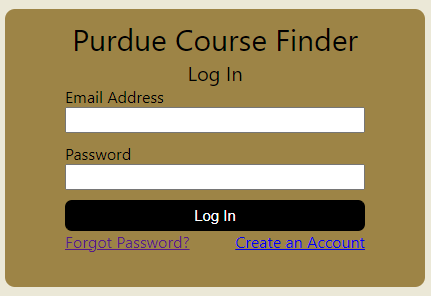 Purdue Course Finder
Log In
Email Address
Password
Log In
Forgot Password? Create an Account